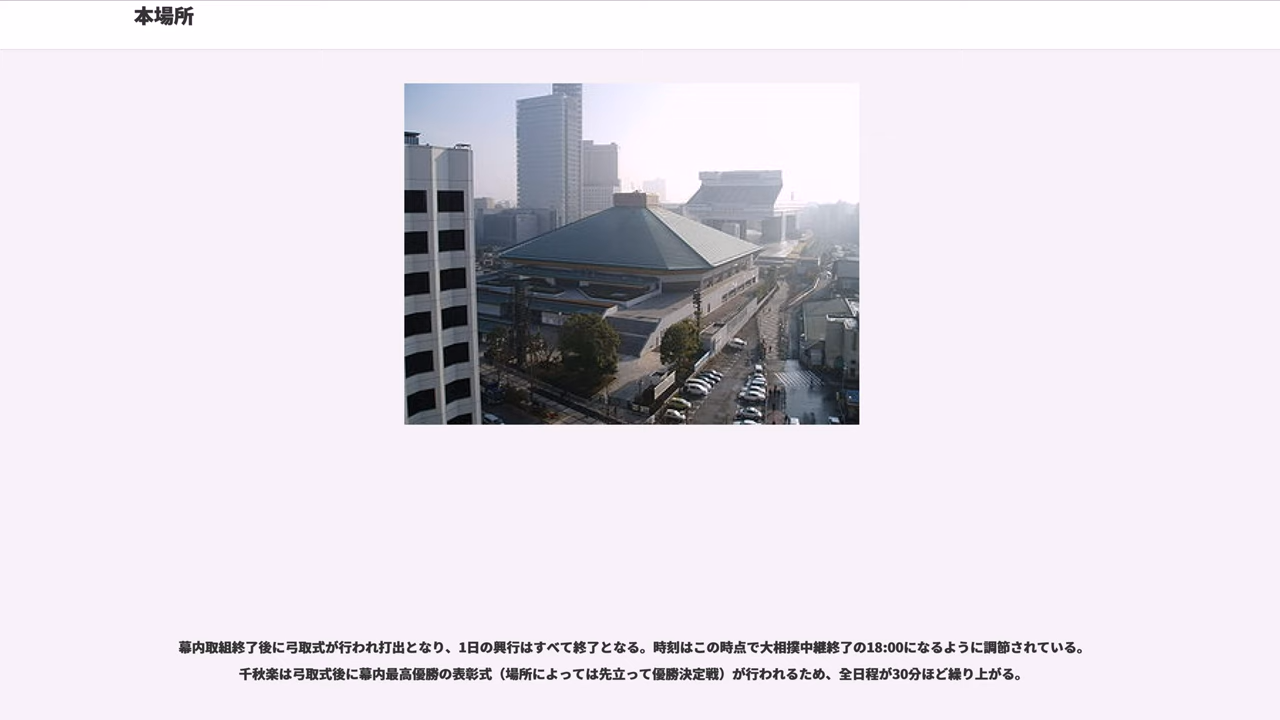 本場所
幕内取組終了後に弓取式が行われ打出となり、1日の興行はすべて終了となる。時刻はこの時点で大相撲中継終了の18:00になるように調節されている。
千秋楽は弓取式後に幕内最高優勝の表彰式（場所によっては先立って優勝決定戦）が行われるため、全日程が30分ほど繰り上がる。